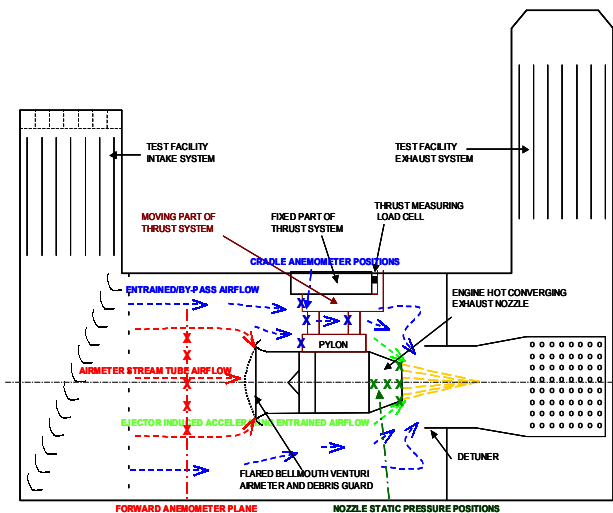 TEST FACILITY
INTAKE SYSTEM
TEST FACILITY
EXHAUST SYSTEM
MOVING PART OF
THRUST SYSTEM
FIXED PART OF
THRUST SYSTEM
THRUST MEASURING
LOAD CELL
CRADLE ANEMOMETER POSITIONS
ENTRAINED/BY-PASS AIRFLOW
ENGINE HOT CONVERGING
EXHAUST NOZZLE
X
X X X
X
X
PYLON
X
X
AIRMETER STREAM TUBE AIRFLOW
X
X X X
X
X
X
EJECTOR INDUCED ACCELERATING ENTRAINED AIRFLOW
X
FLARED BELLMOUTH VENTURI
AIRMETER AND DEBRIS GUARD
DETUNER
FORWARD ANEMOMETER PLANE
NOZZLE STATIC PRESSURE POSITIONS